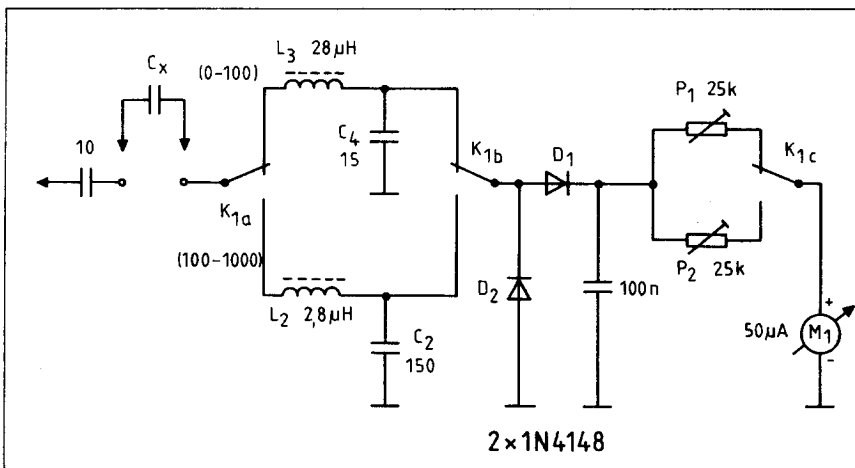 L3 28μH
Cx
(0-100)
P1 25k
C4
15
K1b
D1
K1c
10
K1a
(100-1000)
D2
P2 25k
100n
+
50μA
M1
-
L2 2,8μH
C2
150
2×1N4148